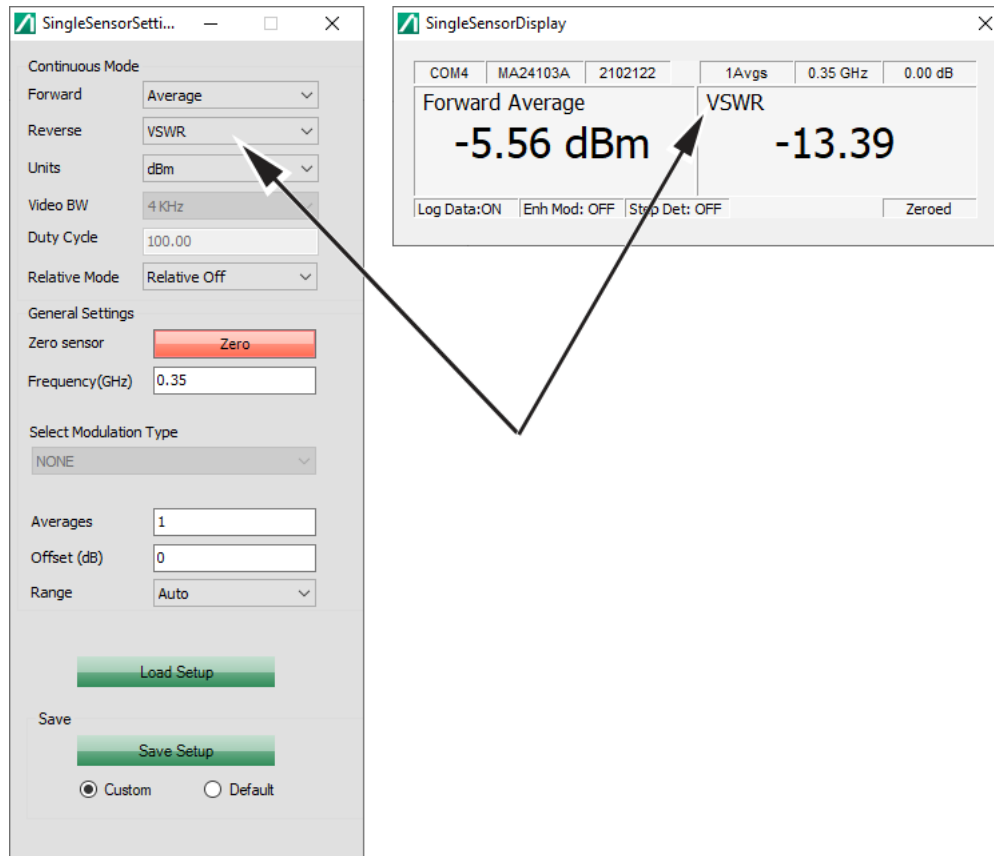 SingleSensorSetti...
Continuous Mode
Forward Average
Reverse VSWR
Units dBm
Video BW 4 KHz
Duty Cycle 100.00
Relative Mode Relative Off
General Settings
Zero sensor Zero
Frequency(GHz) 0.35
Select Modulation Type
NONE
Averages 1
Offset (dB) 0
Range Auto
Load Setup
Save
Save Setup
Custom Default
SingleSensorDisplay
COM4 MA24103A 2102122 1Avgs 0.35 GHz 0.00 dB
Forward Average VSWR
-5.56 dBm -13.39
Log Data:ON Enh Mod: OFF Step Det: OFF Zeroed